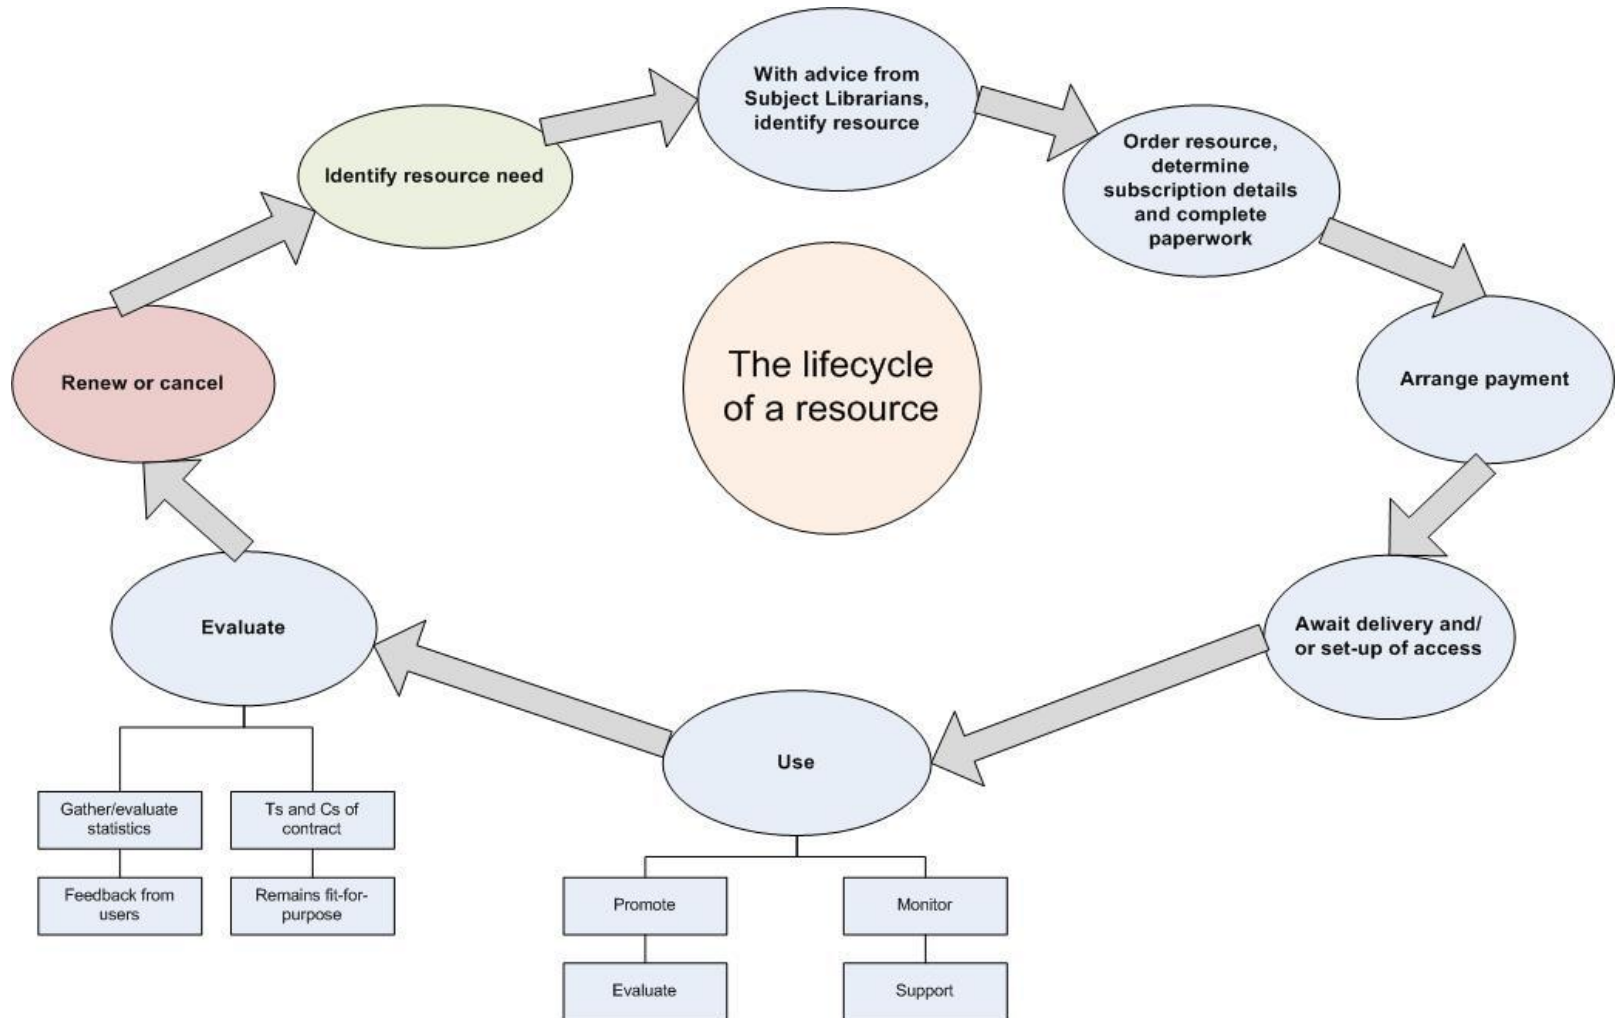 With advice from
Subject Librarians,
identify resource
Identify resource need
Order resource,
determine
subscription details
and complete
paperwork
The lifecycle
of a resource
Renew or cancel
Arrange payment
Evaluate
Await delivery and/
or set-up of access
Use
Gather/evaluate
statistics
Ts and Cs of
contract
Feedback from
users
Remains fit-for-
purpose
Promote
Monitor
Evaluate
Support